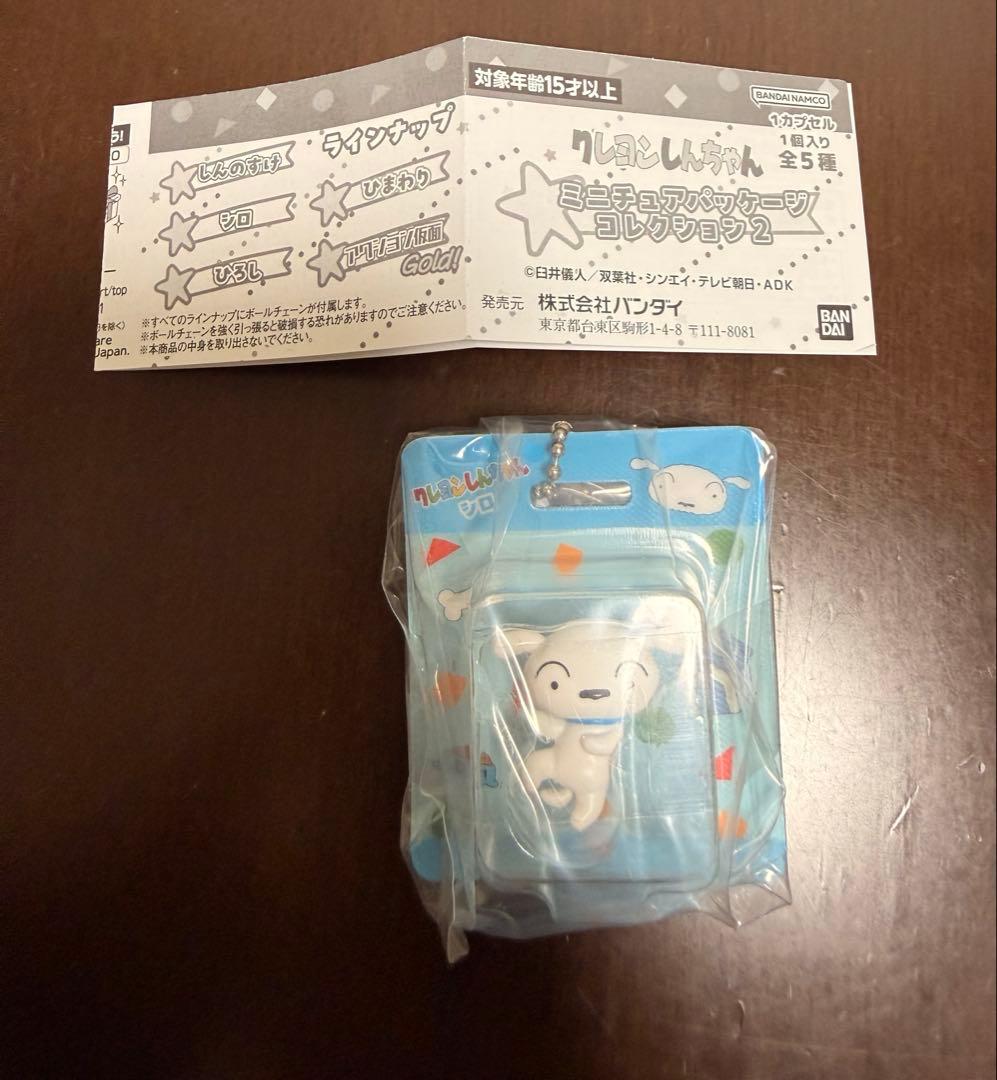 対象年齢15才以上
BANDAI NAMCO
1カプセル
1個入り
全5種
クレヨンしんちゃん
ミニチュアパッケージ
コレクション2
©臼井儀人／双葉社・シンエイ・テレビ朝日・ADK
発売元 株式会社バンダイ
東京都台東区駒形1-4-8 〒111-8081
BAN
DAI
ラインナップ
しんのすけ
ひまわり
シロ
アクション仮面
Gold!
ひろし
※すべてのラインナップにボールチェーンが付属します。
※ボールチェーンを強く引っ張ると破損する恐れがありますのでご注意ください。
※本商品の中身を取り出さないでください。
rt/top
を除く)
are
Japan.
クレヨンしんちゃん
シロ